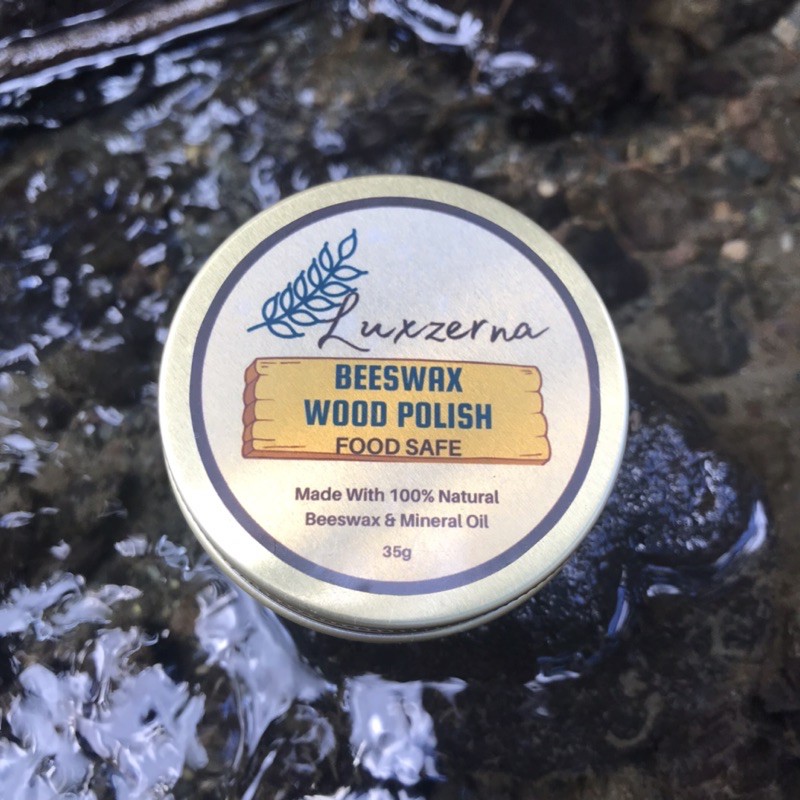 Luxzerna
BEESWAX
WOOD POLISH
FOOD SAFE
Made With 100% Natural
Beeswax & Mineral Oil
35g